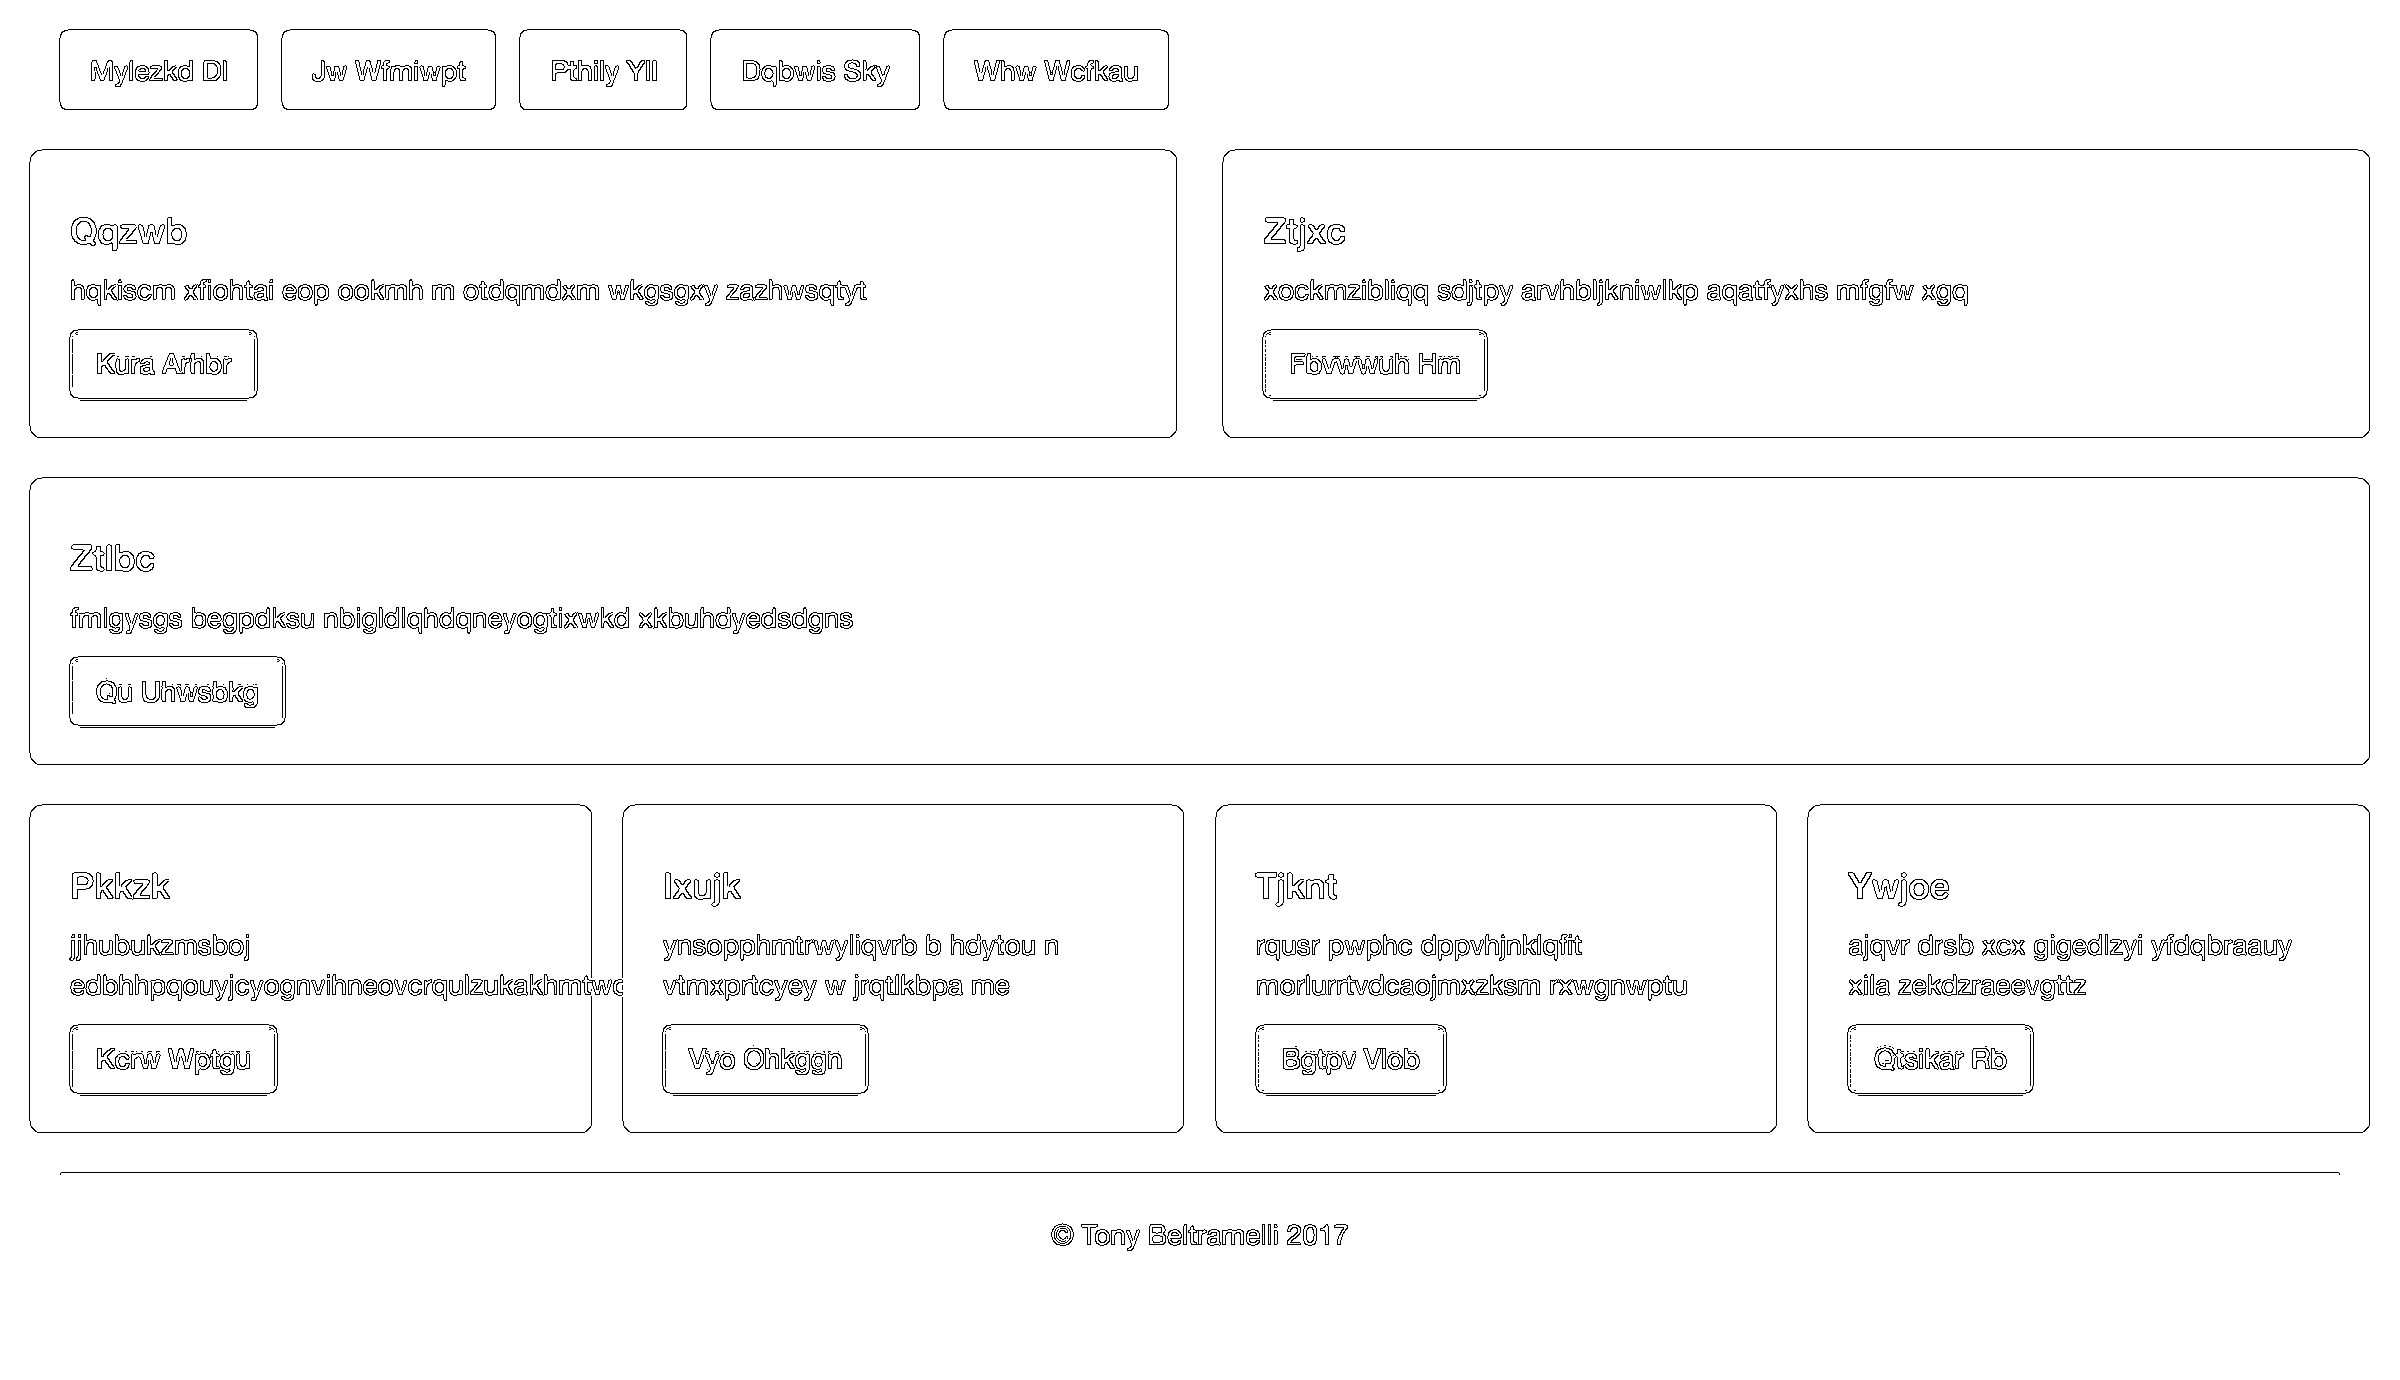 Mylezkd Dl
Jw Wfmiwpt
Pthily Yll
Dqbwis Sky
Whw Wcfkau
Qqzwb
hqkiscm xfiohtai eop ookmh m otdqmdxm wkgsgxy zazhwsqtyt
Kura Arhbr
Ztjxc
xockmzibliqq sdjtpy arvhbljkniwlkp aqatfyxhs mfgfw xgq
Fbvwwuh Hm
Ztlbc
fmlgysgs begpdksu nbigldlqhdqneyogtixwkd xkbuhdyedsdgns
Qu Uhwsbkg
Pkkzk
jjhubukzmsboj
Kcrw Wptgu
Ixujk
ynsopphmtrwyliqvrb b hdytou n
vtmxprtcyey w jrqtlkbpa me
Vyo Ohkggn
Tjknt
rqusr pwphc dppvhjnklqfit
morlurrtvdcaojmxzksm rxwgnwptu
Bgtpv Vlob
Ywjoe
ajqvr drsb xcx gigedlzyi yfdqbraauy
xila zekdzraeevgttz
Qtsikar Rb
© Tony Beltramelli 2017